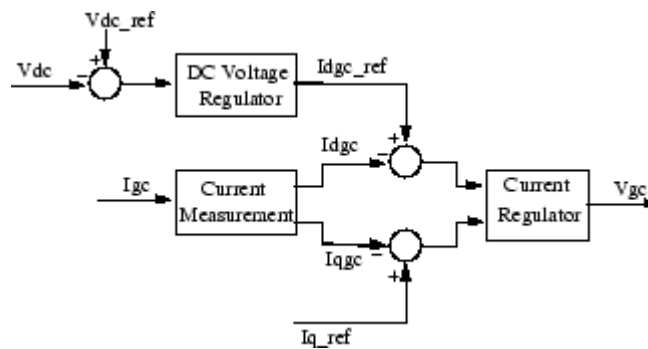 Vdc_ref
+
Vdc
−
DC Voltage
Regulator
Idgc_ref
+
−
Idgc
Igc
Current
Measurement
Current
Regulator
Vgc
Iqgc
−
+
Iq_ref